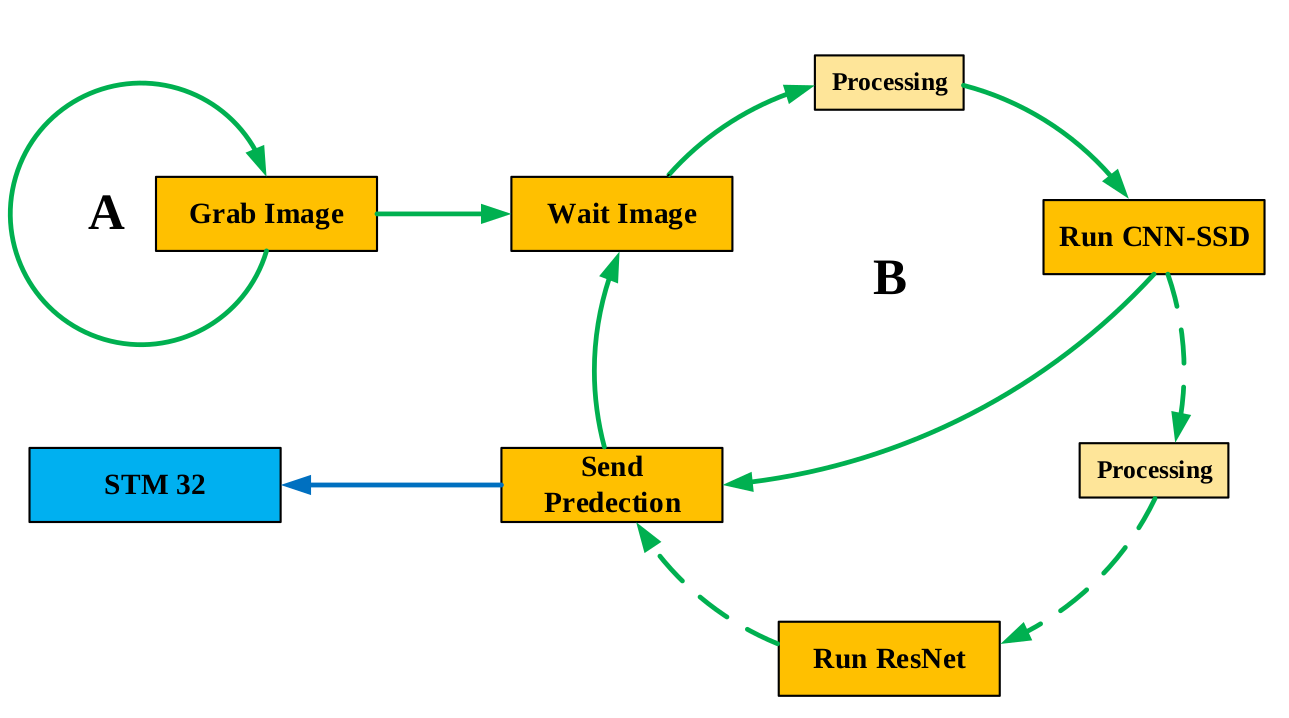 Processing
A
Grab Image
Wait Image
Run CNN-SSD
B
STM 32
Send
Predection
Processing
Run ResNet